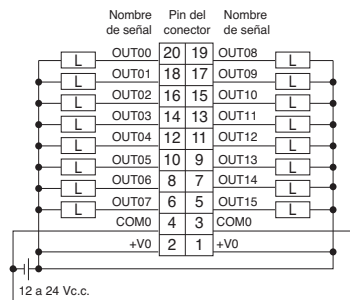 Nombre de señal Pin del conector Nombre de señal
L OUT00 20 19 OUT08 L
L OUT01 18 17 OUT09 L
L OUT02 16 15 OUT10 L
L OUT03 14 13 OUT11 L
L OUT04 12 11 OUT12 L
L OUT05 10 9 OUT13 L
L OUT06 8 7 OUT14 L
L OUT07 6 5 OUT15 L
COM0 4 3 COM0
+V0 2 1 +V0
12 a 24 Vc.c.